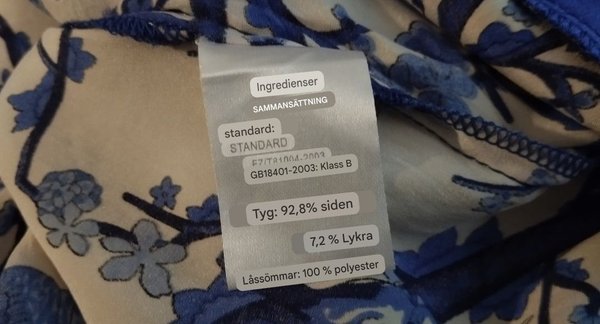 Ingredienser
SAMMANSÄTTNING
standard:
STANDARD
FZ/T81004-2003
GB18401-2003: Klass B
Tyg: 92,8% siden
7,2 % Lykra
Låssömmar: 100 % polyester